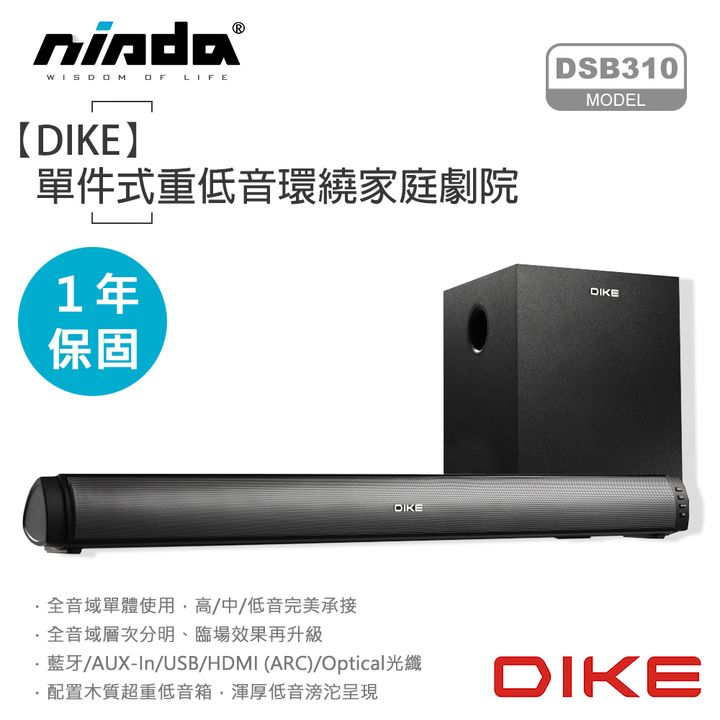 nisda®
WISDOM OF LIFE
DSB310
MODEL
【DIKE】
單件式重低音環繞家庭劇院
1年
保固
DIKE
DIKE
．全音域單體使用，高/中/低音完美承接
．全音域層次分明、臨場效果再升級
．藍牙/AUX-In/USB/HDMI (ARC)/Optical光纖
．配置木質超重低音箱，渾厚低音滂沱呈現
DIKE